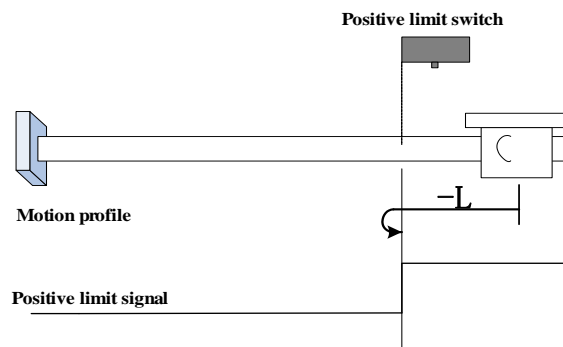 Positive limit switch
−L
Motion profile
Positive limit signal